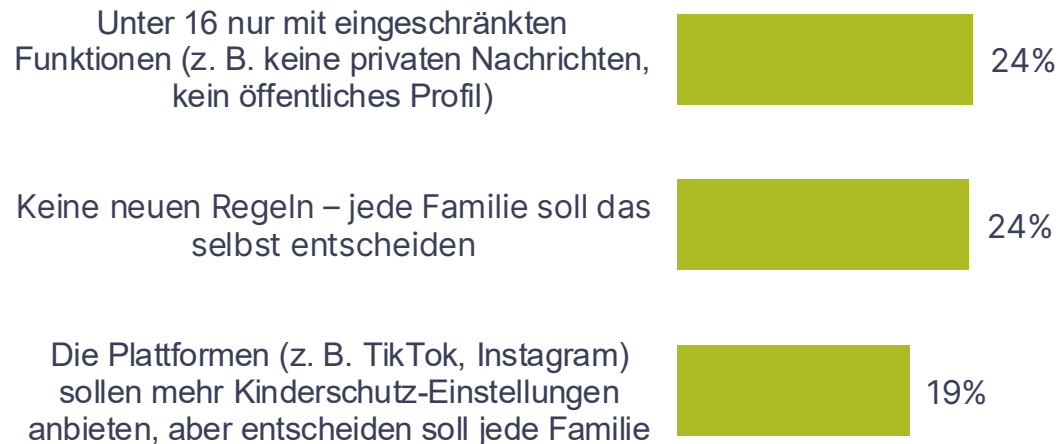 Unter 16 nur mit eingeschränkten
Funktionen (z. B. keine privaten Nachrichten,
kein öffentliches Profil)
24%
Keine neuen Regeln – jede Familie soll das
selbst entscheiden
24%
Die Plattformen (z. B. TikTok, Instagram)
sollen mehr Kinderschutz-Einstellungen
anbieten, aber entscheiden soll jede Familie
19%